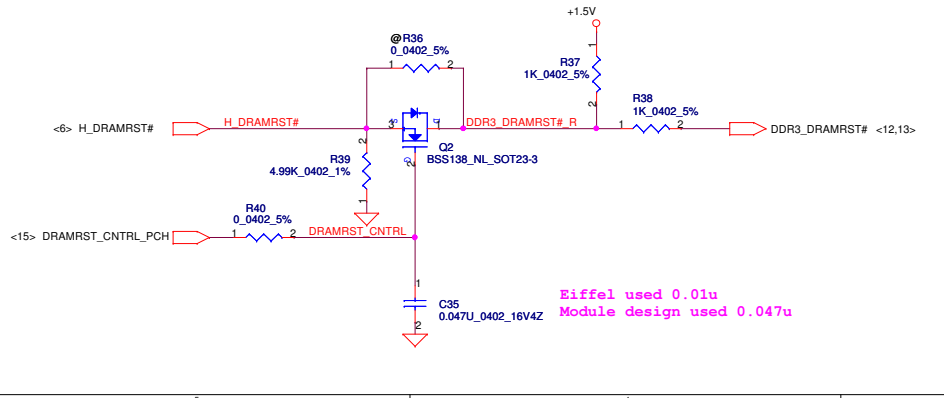 +1.5V
@R36
0_0402_5%
1 2
R37
1K_0402_5%
1
2
R38
1K_0402_5%
1 2
<6> H_DRAMRST#
H_DRAMRST#
3
S
D
1
DDR3_DRAMRST#_R
DDR3_DRAMRST# <12,13>
Q2
BSS138_NL_SOT23-3
G
2
R39
4.99K_0402_1%
2
1
R40
0_0402_5%
<15> DRAMRST_CNTRL_PCH
1 2
DRAMRST_CNTRL
1
C35
0.047U_0402_16V4Z
2
Eiffel used 0.01u
Module design used 0.047u